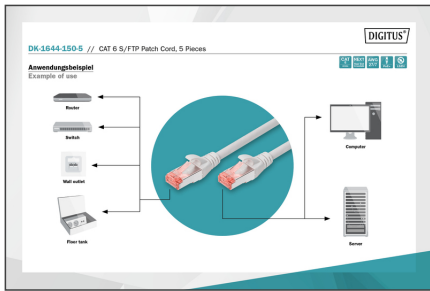 DIGITUS®
DK-1644-150-5 // CAT 6 S/FTP Patch Cord, 5 Pieces
Anwendungsbeispiel
Example of use
Router
Switch
Wall outlet
Floor tank
Computer
Server